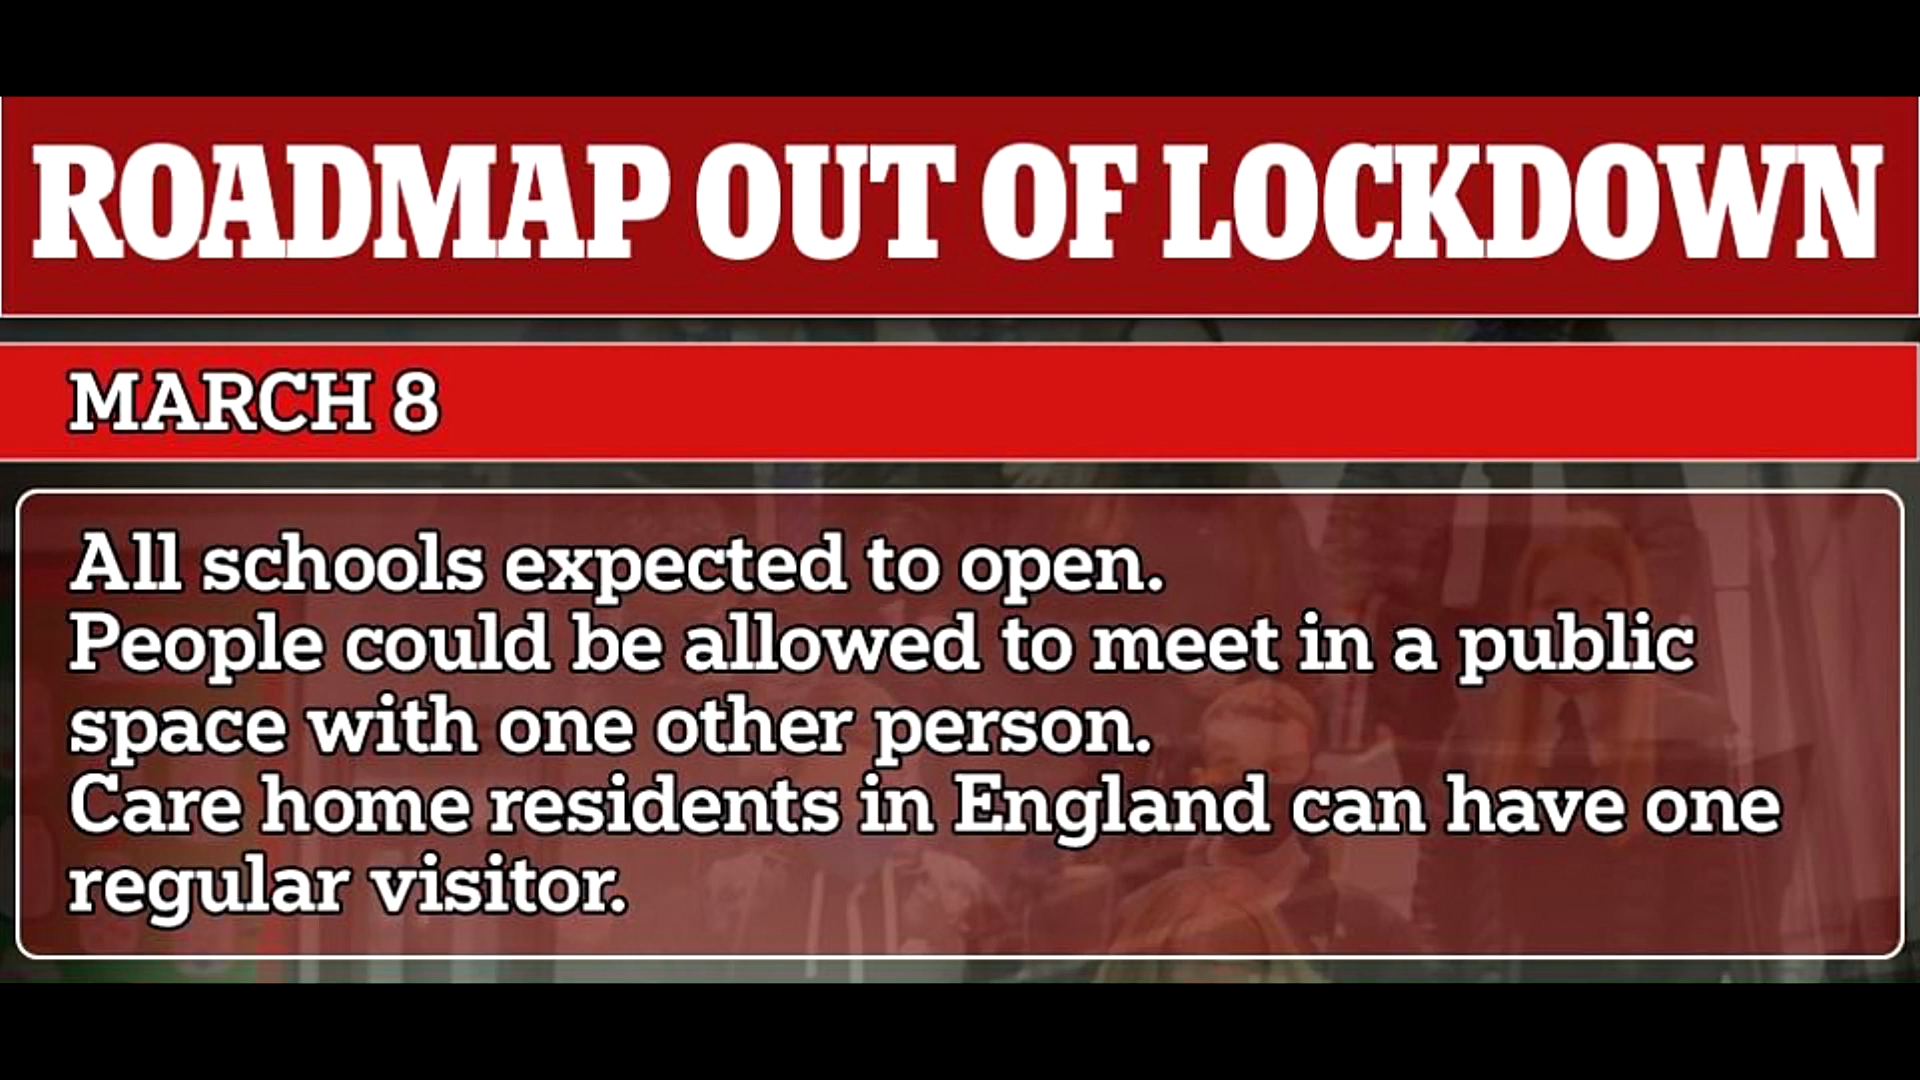 ROADMAP OUT OF LOCKDOWN
MARCH 8
All schools expected to open.
People could be allowed to meet in a public
space with one other person.
Care home residents in England can have one
regular visitor.